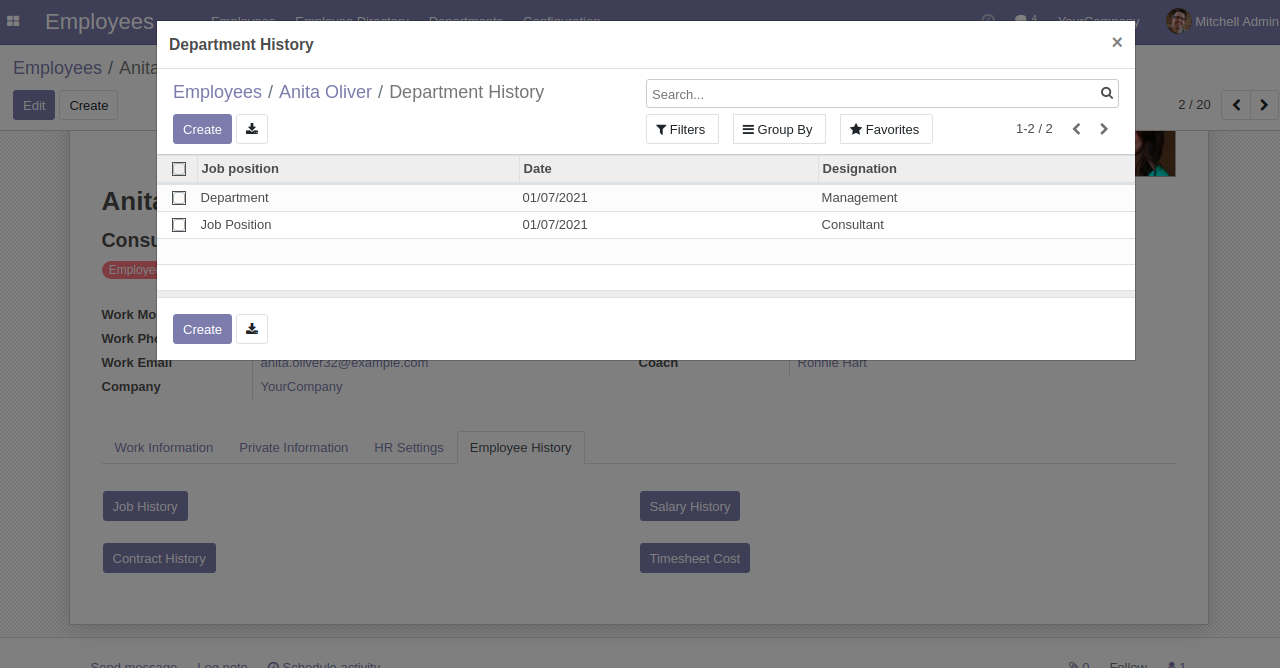 Employees Employees Employee Directory Departments Configuration 4 YourCompany Mitchell Admin
Employees / Anita
Edit Create 2 / 20
Department History ×
Employees / Anita Oliver / Department History Search...
Create Filters Group By Favorites 1-2 / 2
Job position Date Designation
Department 01/07/2021 Management
Job Position 01/07/2021 Consultant
Create
Anita
Consu
Employee
Work Mo
Work Pho
Work Email anita.oliver32@example.com Coach Ronnie Hart
Company YourCompany
Work Information Private Information HR Settings Employee History
Job History Salary History
Contract History Timesheet Cost
Send message Log note Schedule activity 0 Follow 1